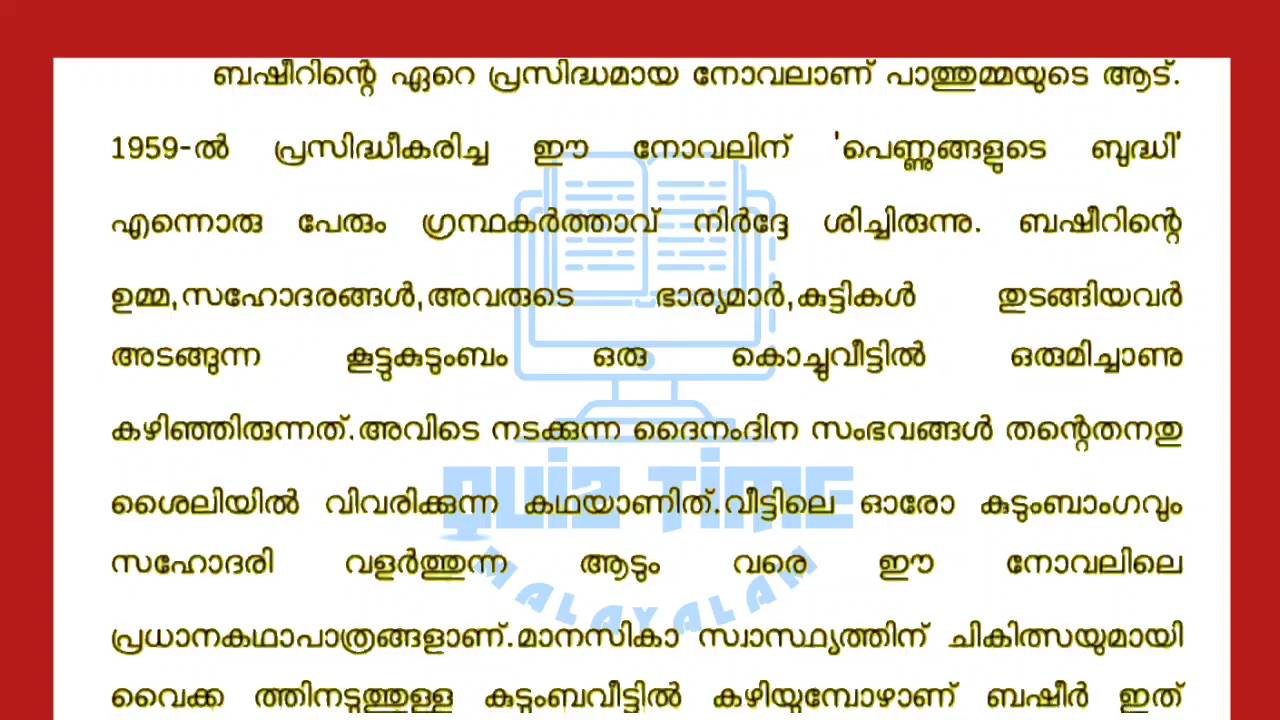 ബഷീറിന്റെ ഏറെ പ്രസിദ്ധമായ നോവലാണ് പാത്തുമ്മയുടെ ആട്.
1959-ൽ പ്രസിദ്ധീകരിച്ച ഈ നോവലിന് 'പെണ്ണുങ്ങളുടെ ബുദ്ധി'
എന്നൊരു പേരും ഗ്രന്ഥകർത്താവ് നിർദ്ദേ ശിച്ചിരുന്നു. ബഷീറിന്റെ
ഉമ്മ,സഹോദരങ്ങൾ,അവരുടെ ഭാര്യമാർ,കുട്ടികൾ തുടങ്ങിയവർ
അടങ്ങുന്ന കൂട്ടുകുടുംബം ഒരു കൊച്ചുവീട്ടിൽ ഒരുമിച്ചാണു
കഴിഞ്ഞിരുന്നത്.അവിടെ നടക്കുന്ന ദൈനംദിന സംഭവങ്ങൾ തന്റെതനതു
ശൈലിയിൽ വിവരിക്കുന്ന കഥയാണിത്.വീട്ടിലെ ഓരോ കുടുംബാംഗവും
സഹോദരി വളർത്തുന്ന ആടും വരെ ഈ നോവലിലെ
പ്രധാനകഥാപാത്രങ്ങളാണ്.മാനസികാ സ്വാസ്ഥ്യത്തിന് ചികിത്സയുമായി
വൈക്ക ത്തിനടുത്തുള്ള കുടുംബവീട്ടിൽ കഴിയുമ്പോഴാണ് ബഷീർ ഇത്
QUIZ TIME
MALAYALAM